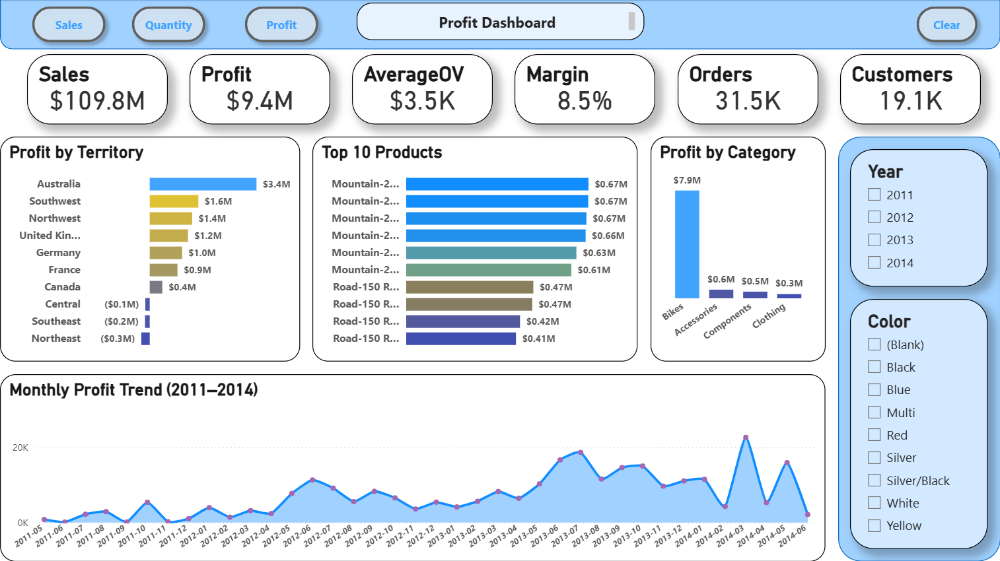 Sales
Quantity
Profit
Profit Dashboard
Clear
Sales
$109.8M
Profit
$9.4M
AverageOV
$3.5K
Margin
8.5%
Orders
31.5K
Customers
19.1K
Profit by Territory
Australia $3.4M
Southwest $1.6M
Northwest $1.4M
United Kin... $1.2M
Germany $1.0M
France $0.9M
Canada $0.4M
Central ($0.1M)
Southeast ($0.2M)
Northeast ($0.3M)
Top 10 Products
Mountain-2... $0.67M
Mountain-2... $0.67M
Mountain-2... $0.67M
Mountain-2... $0.66M
Mountain-2... $0.63M
Mountain-2... $0.61M
Road-150 R... $0.47M
Road-150 R... $0.47M
Road-150 R... $0.42M
Road-150 R... $0.41M
Profit by Category
$7.9M
$0.6M
$0.5M
$0.3M
Bikes
Accessories
Components
Clothing
Year
2011
2012
2013
2014
Color
(Blank)
Black
Blue
Multi
Red
Silver
Silver/Black
White
Yellow
Monthly Profit Trend (2011–2014)
20K
0K
2011-05
2011-06
2011-07
2011-08
2011-09
2011-10
2011-11
2011-12
2012-01
2012-02
2012-03
2012-04
2012-05
2012-06
2012-07
2012-08
2012-09
2012-10
2012-11
2012-12
2013-01
2013-02
2013-03
2013-04
2013-05
2013-06
2013-07
2013-08
2013-09
2013-10
2013-11
2013-12
2014-01
2014-02
2014-03
2014-04
2014-05
2014-06